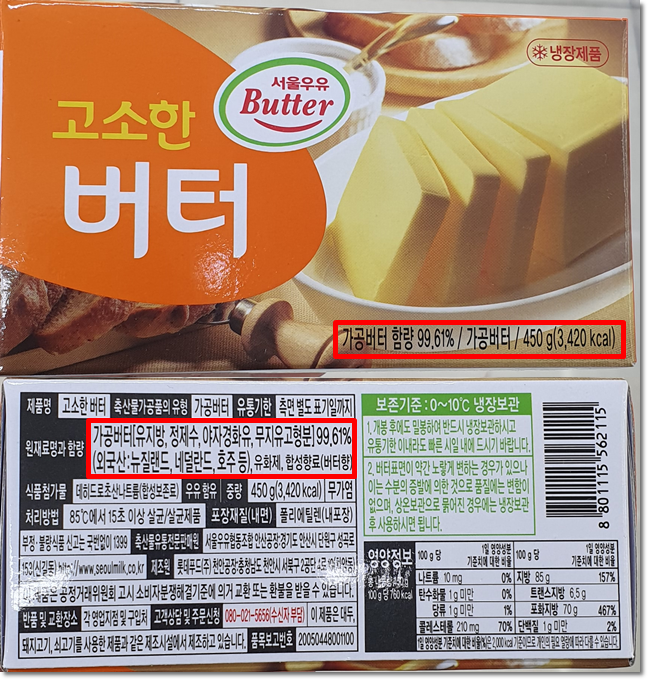 냉장제품
서울우유
Butter
고소한
버터
가공버터 함량 99.61% / 가공버터 / 450 g(3,420 kcal)
제품명 고소한 버터 축산물가공품의 유형 가공버터 유통기한 측면 별도 표기일까지
원재료명과 함량 가공버터[유지방, 정제수, 야자경화유, 무지유고형분] 99.61%
(외국산:뉴질랜드, 네덜란드, 호주 등), 유화제, 합성향료(버터향)
식품첨가물 데히드로초산나트륨(합성보존료) 우유 함유 중량 450 g(3,420 kcal) 무가염
처리방법 85℃에서 15초 이상 살균/살균제품 포장재질(내면) 폴리에틸렌(내포장)
부정·불량식품 신고는 국번없이 1399 축산물유통전문판매원 서울우유협동조합 안산공장:경기도 안산시 단원구 성곡로
153(신길동) http://www.seoulmilk.co.kr 제조원 롯데푸드(주) 천안공장:충청남도 천안시 서북구 2공단 4로
이 제품은 공정거래위원회 고시 소비자분쟁해결기준에 의거 교환 또는 환불을 받을 수 있습니다.
반품 및 교환장소 각 영업지점 및 구입처 고객상담 및 주문신청 080-021-5656(수신자 부담) 이 제품은 대두,
돼지고기, 쇠고기를 사용한 제품과 같은 제조시설에서 제조하고 있습니다. 품목보고번호 20050448001100
보존기준 : 0~10℃ 냉장보관
1. 개봉 후에도 밀봉하여 반드시 냉장보관하시고
유통기한 이내라도 빠른 시일 내에 드시기 바랍니다.
2. 버터표면이 약간 노랗게 변하는 경우가 있으나
이는 수분의 증발에 의한 것으로 품질에는 변함이
없으며, 상온보관으로 묽어진 경우에는 냉장보관
후 사용하시면 됩니다.
8 801115 562115
영양정보
100 g당 760 kcal
100 g 당 1일 영양성분 기준치에 대한 비율
나트륨 10 mg 0%
탄수화물 1 g 미만 0%
당류 1 g 미만 1%
콜레스테롤 210 mg 70%
100 g 당 1일 영양성분 기준치에 대한 비율
지방 85 g 157%
트랜스지방 6.5 g
포화지방 70 g 467%
단백질 1 g 미만 2%
1일 영양성분 기준치에 대한 비율(%)은 2,000 kcal 기준이므로 개인의 필요 열량에 따라 다를 수 있습니다.